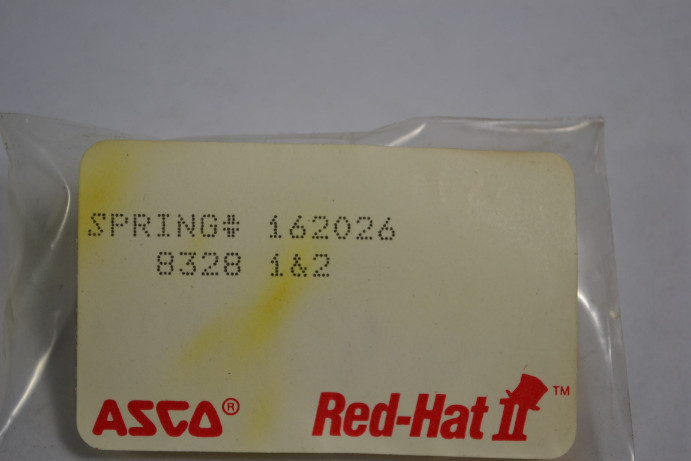 SPRING# 162026
8328 1&2
ASCO® Red-Hat II™